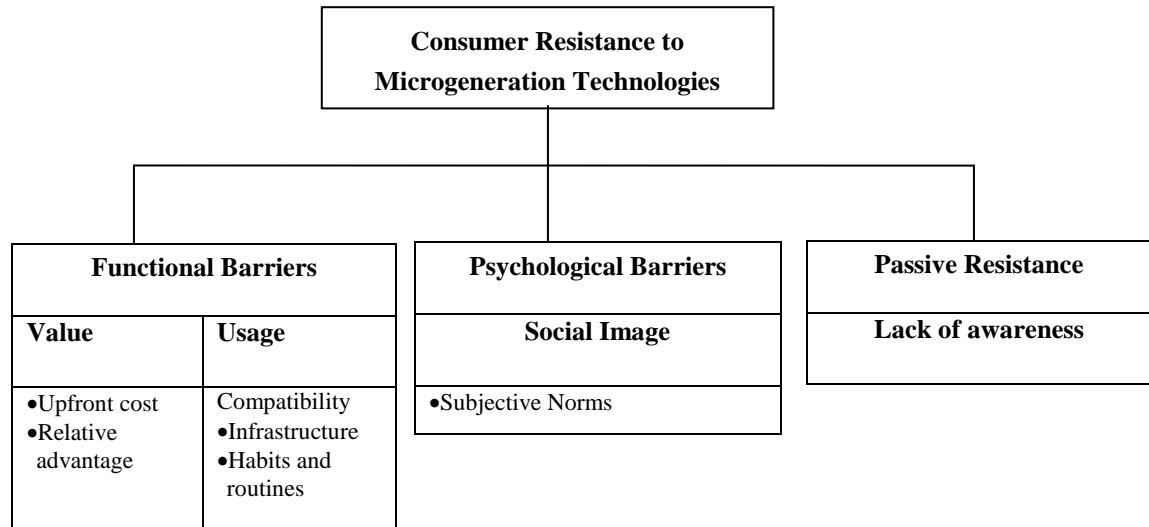 Consumer Resistance to
Microgeneration Technologies
Functional Barriers
Value
Usage
•Upfront cost
•Relative
advantage
Compatibility
•Infrastructure
•Habits and
routines
Psychological Barriers
Social Image
•Subjective Norms
Passive Resistance
Lack of awareness